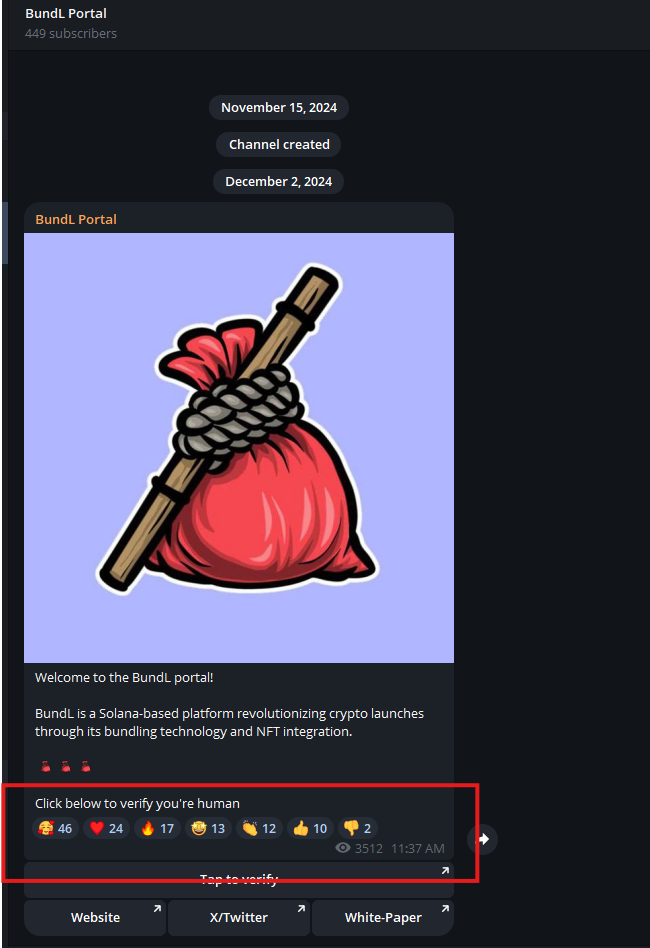 BundL Portal
449 subscribers
November 15, 2024
Channel created
December 2, 2024
BundL Portal
Welcome to the BundL portal!
BundL is a Solana-based platform revolutionizing crypto launches
through its bundling technology and NFT integration.
Click below to verify you're human
46 24 17 13 12 10 2
3512 11:37 AM
Tap to verify
Website X/Twitter White-Paper